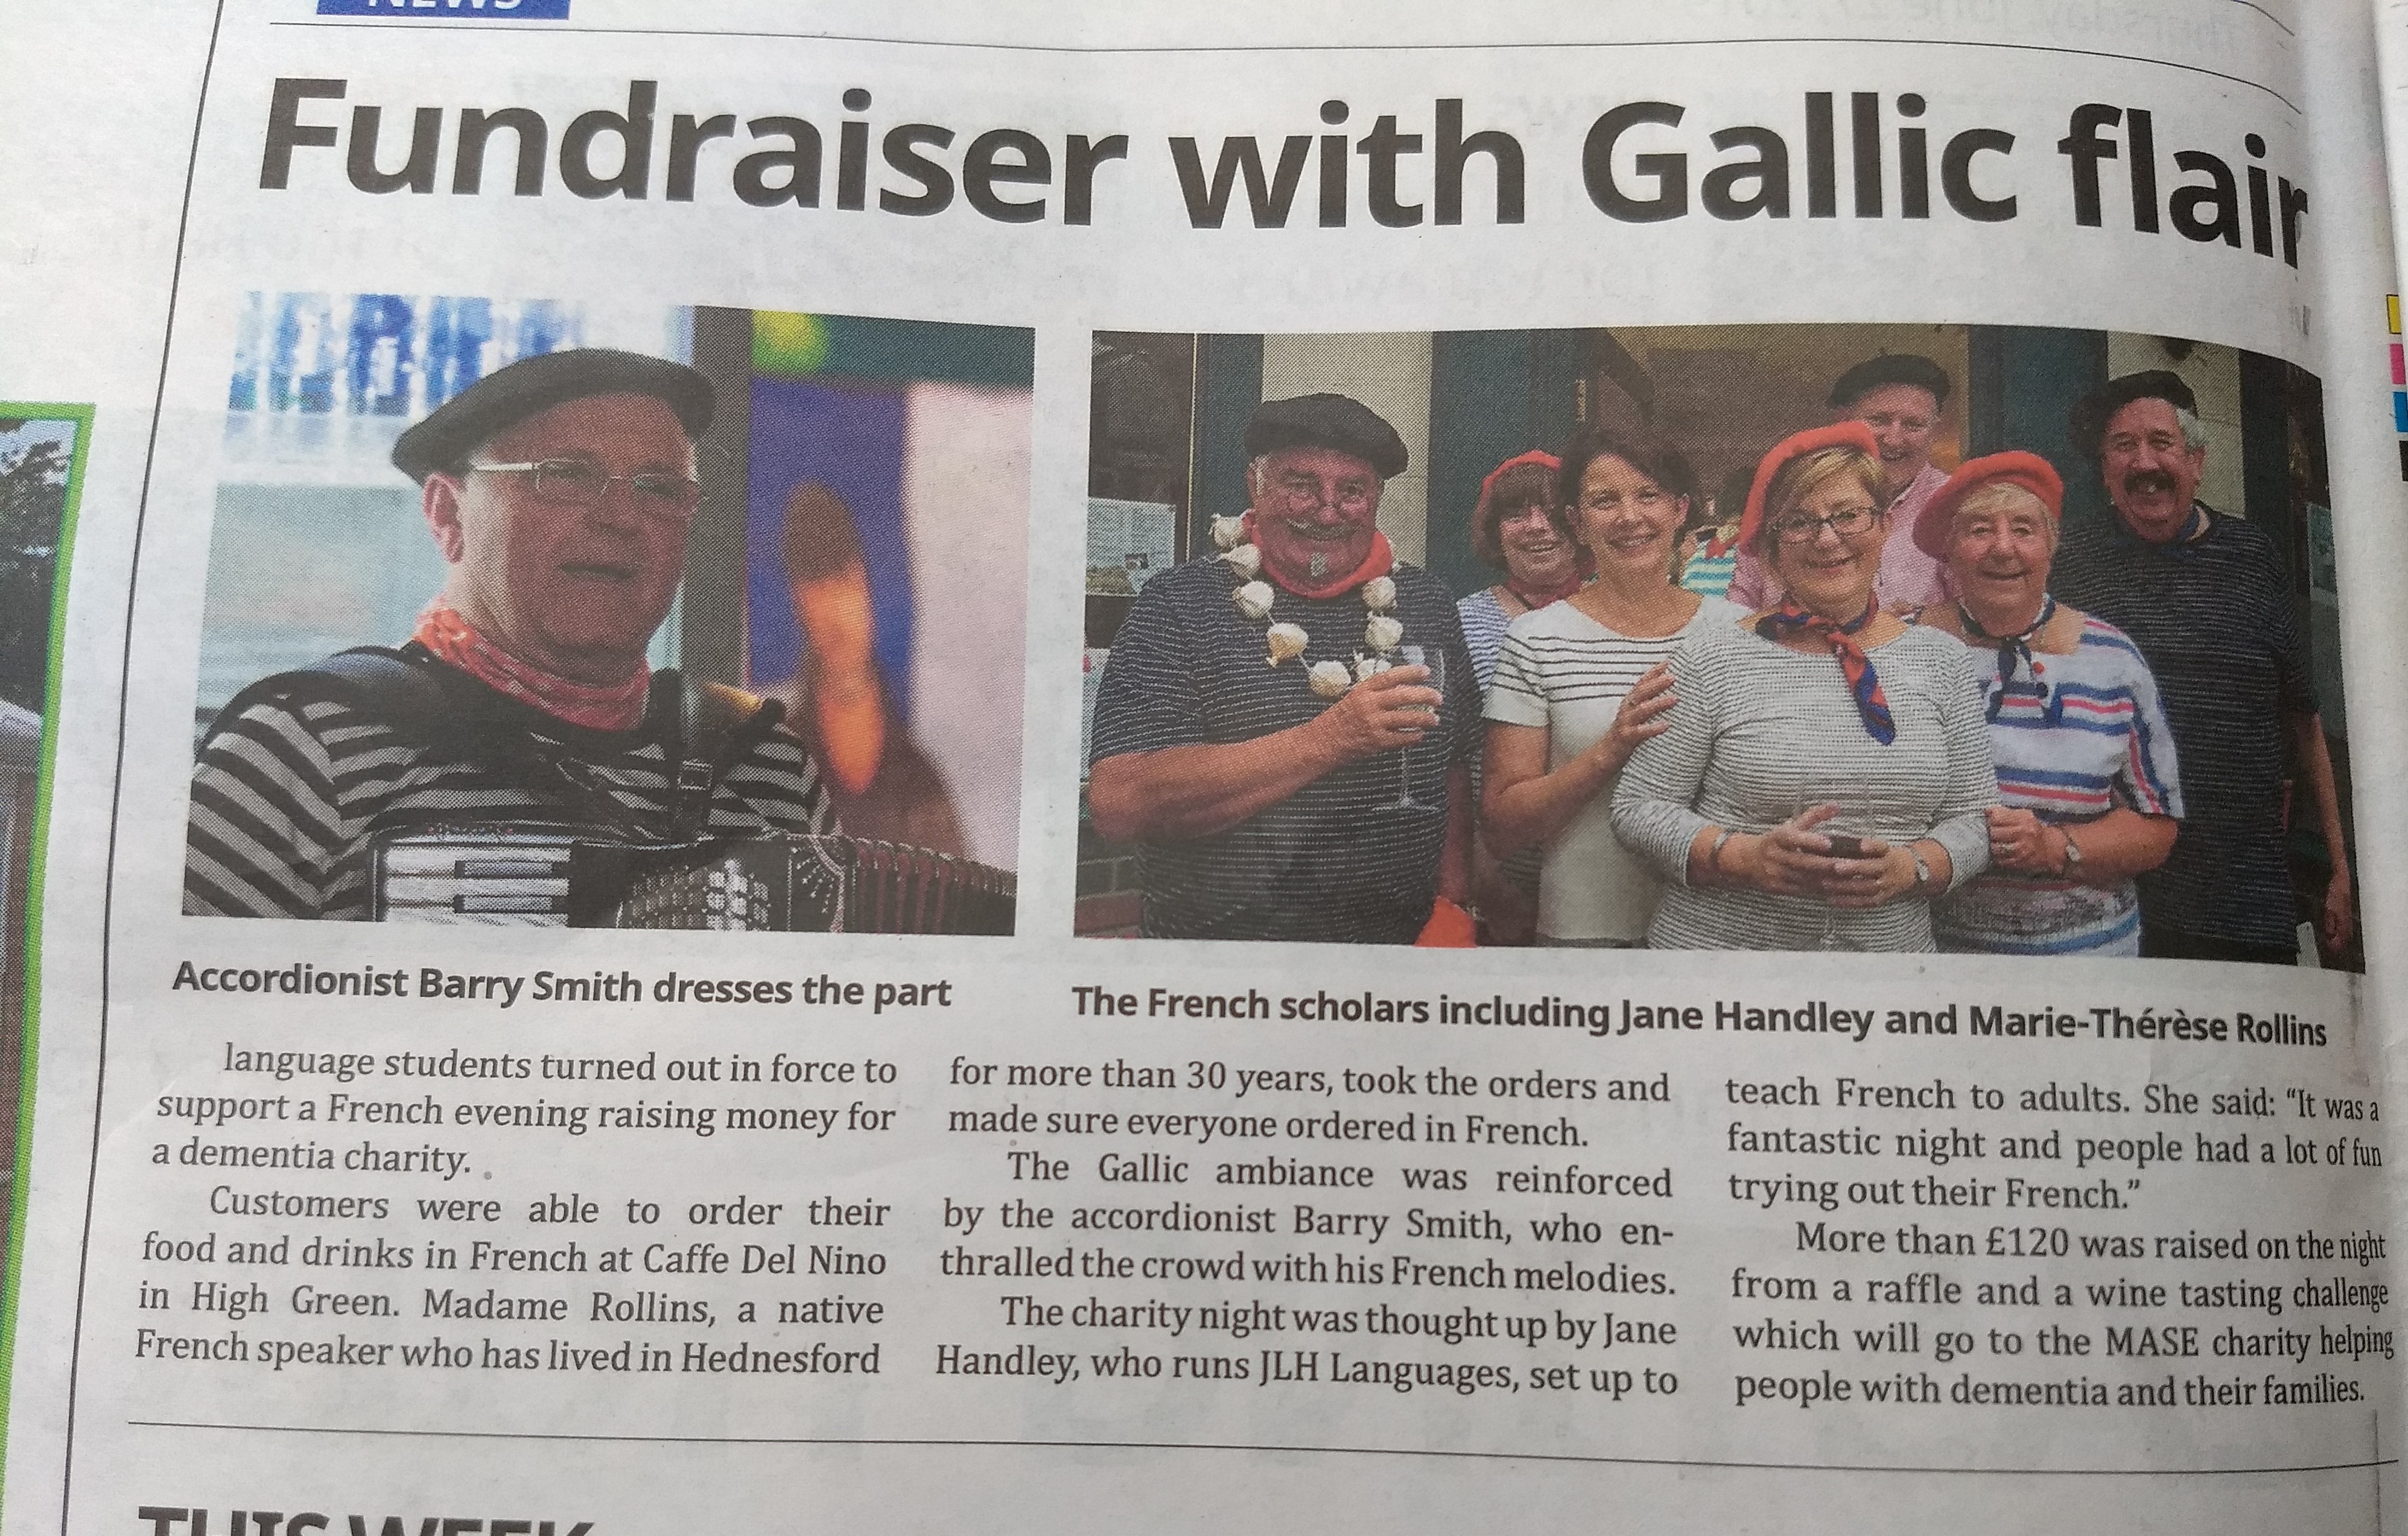 NEWS
Fundraiser with Gallic flair
Accordionist Barry Smith dresses the part
The French scholars including Jane Handley and Marie-Thérèse Rollins
language students turned out in force to
support a French evening raising money for
a dementia charity.
Customers were able to order their
food and drinks in French at Caffe Del Nino
in High Green. Madame Rollins, a native
French speaker who has lived in Hednesford
for more than 30 years, took the orders and
made sure everyone ordered in French.
The Gallic ambiance was reinforced
by the accordionist Barry Smith, who en-
thralled the crowd with his French melodies.
The charity night was thought up by Jane
Handley, who runs JLH Languages, set up to
teach French to adults. She said: “It was a
fantastic night and people had a lot of fun
trying out their French.”
More than £120 was raised on the night
from a raffle and a wine tasting challenge
which will go to the MASE charity helping
people with dementia and their families.
THIS WEEK